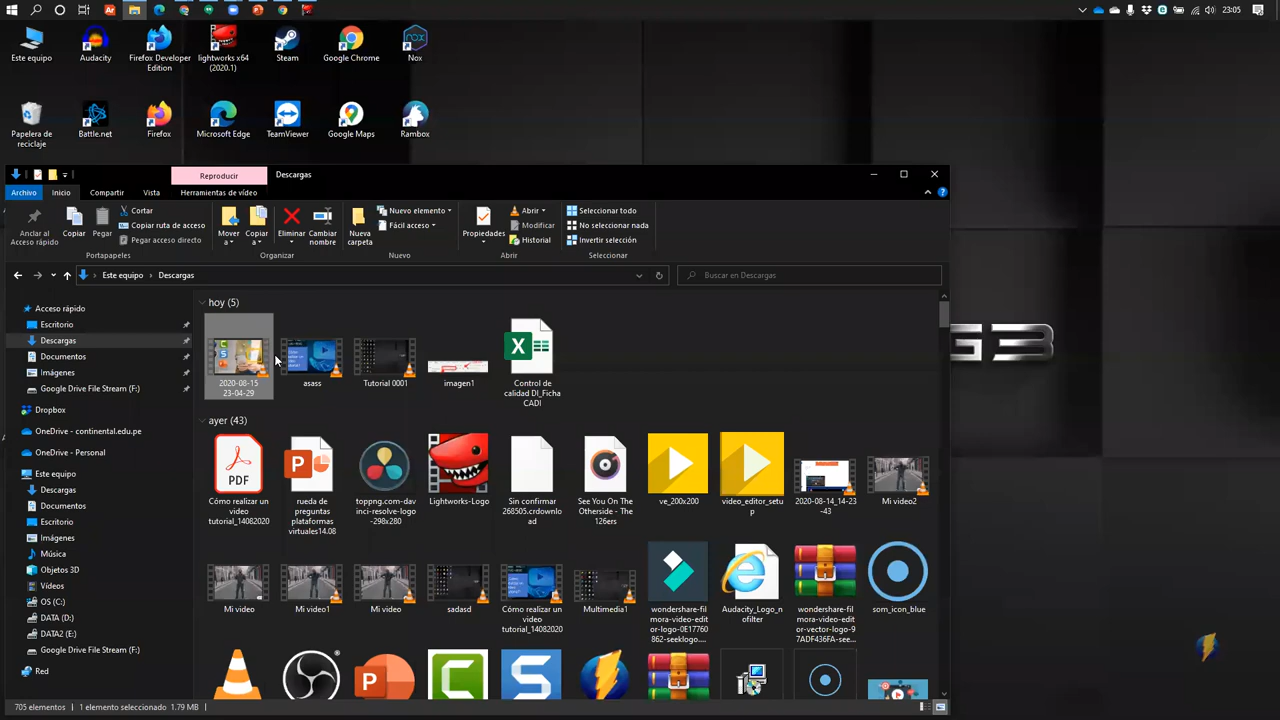 23:05
Este equipo
Audacity
Firefox Developer
Edition
lightworks x64
(2020.1)
Steam
Google Chrome
Nox
Papelera de
reciclaje
Battle.net
Firefox
Microsoft Edge
TeamViewer
Google Maps
Rambox
Reproducir
Descargas
Archivo
Inicio
Compartir
Vista
Herramientas de vídeo
Anclar al
Acceso rápido
Copiar
Pegar
Cortar
Copiar ruta de acceso
Pegar acceso directo
Portapapeles
Mover
a
Copiar
a
Eliminar
Cambiar
nombre
Organizar
Nueva
carpeta
Nuevo elemento
Fácil acceso
Nuevo
Propiedades
Abrir
Modificar
Historial
Abrir
Seleccionar todo
No seleccionar nada
Invertir selección
Seleccionar
Este equipo
Descargas
Buscar en Descargas
Acceso rápido
Escritorio
Descargas
Documentos
Imágenes
Google Drive File Stream (F:)
Dropbox
OneDrive - continental.edu.pe
OneDrive - Personal
Este equipo
Descargas
Documentos
Escritorio
Imágenes
Música
Objetos 3D
Vídeos
OS (C:)
DATA (D:)
DATA2 (E:)
Google Drive File Stream (F:)
Red
hoy (5)
2020-08-15
23-04-29
asass
Tutorial 0001
imagen1
Control de
calidad DI_Ficha
CADI
ayer (43)
Cómo realizar un
video
tutorial_14082020
rueda de
preguntas
plataformas
virtuales14.08
toppng.com-dav
inci-resolve-logo
-298x280
Lightworks-Logo
Sin confirmar
268505.crdownlo
ad
See You On The
Otherside - The
126ers
ve_200x200
video_editor_setu
p
2020-08-14_14-23
-43
Mi video2
Mi video
Mi video1
Mi video
sadasd
Cómo realizar un
video
tutorial_14082020
Multimedia1
wondershare-fil
mora-video-edit
or-logo-0E17760
862-seeklogo....
Audacity_Logo_n
ofilter
wondershare-fil
mora-video-edit
or-vector-logo-9
7ADF436FA-see...
som_icon_blue
705 elementos
1 elemento seleccionado 1.79 MB
G3